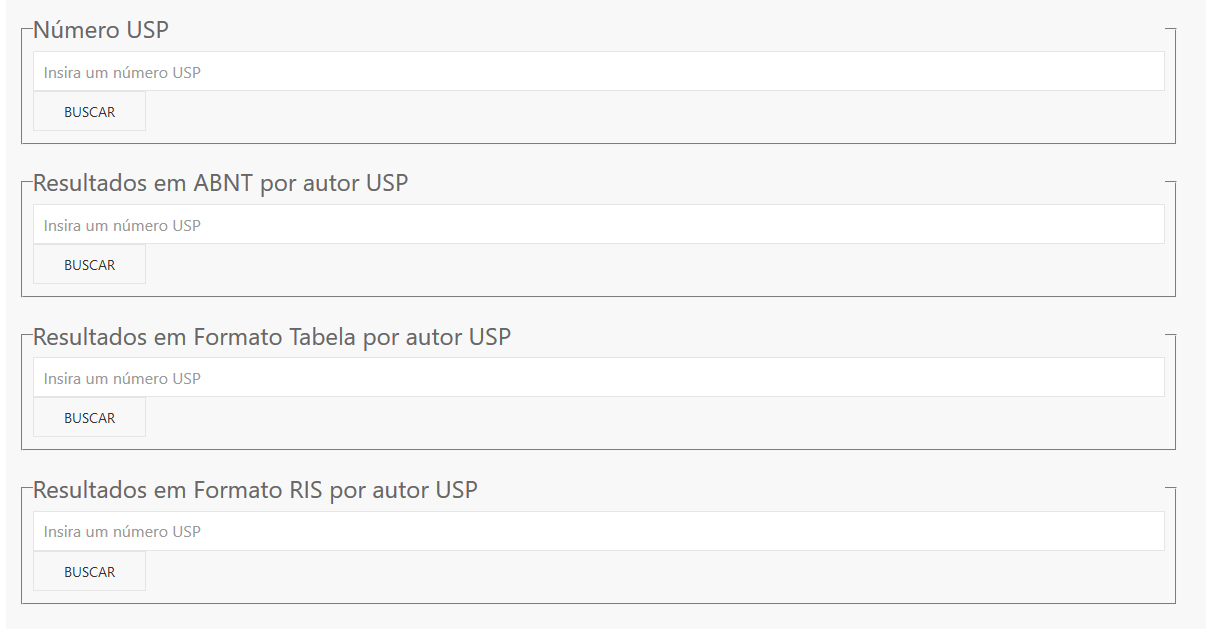 Número USP
Insira um número USP
BUSCAR
Resultados em ABNT por autor USP
Insira um número USP
BUSCAR
Resultados em Formato Tabela por autor USP
Insira um número USP
BUSCAR
Resultados em Formato RIS por autor USP
Insira um número USP
BUSCAR